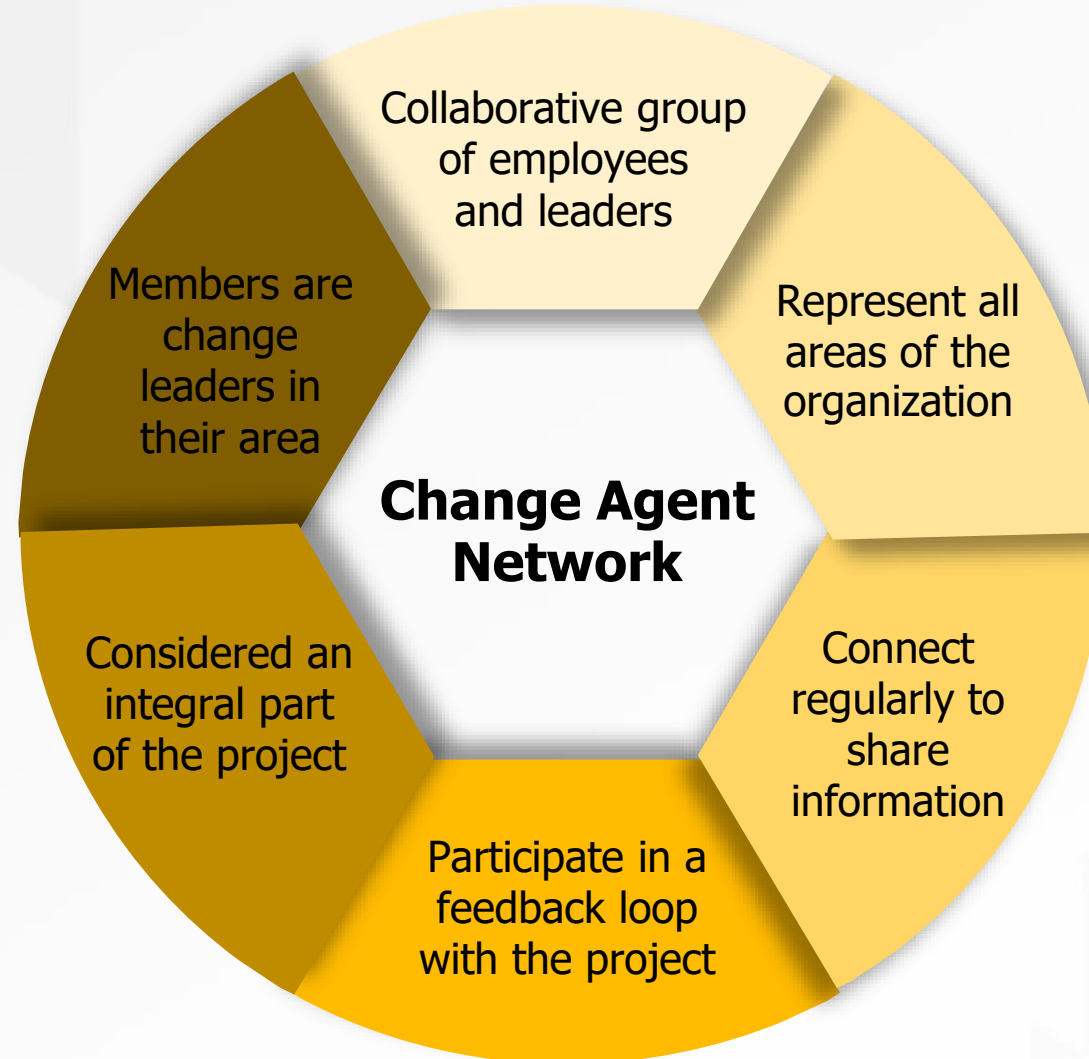 Collaborative group
of employees
and leaders
Represent all
areas of the
organization
Connect
regularly to
share
information
Participate in a
feedback loop
with the project
Considered an
integral part
of the project
Members are
change
leaders in
their area
Change Agent
Network